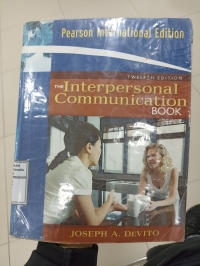 Pearson International Edition
TWELFTH EDITION
THE Interpersonal
Communication
BOOK
JOSEPH A. DeVITO